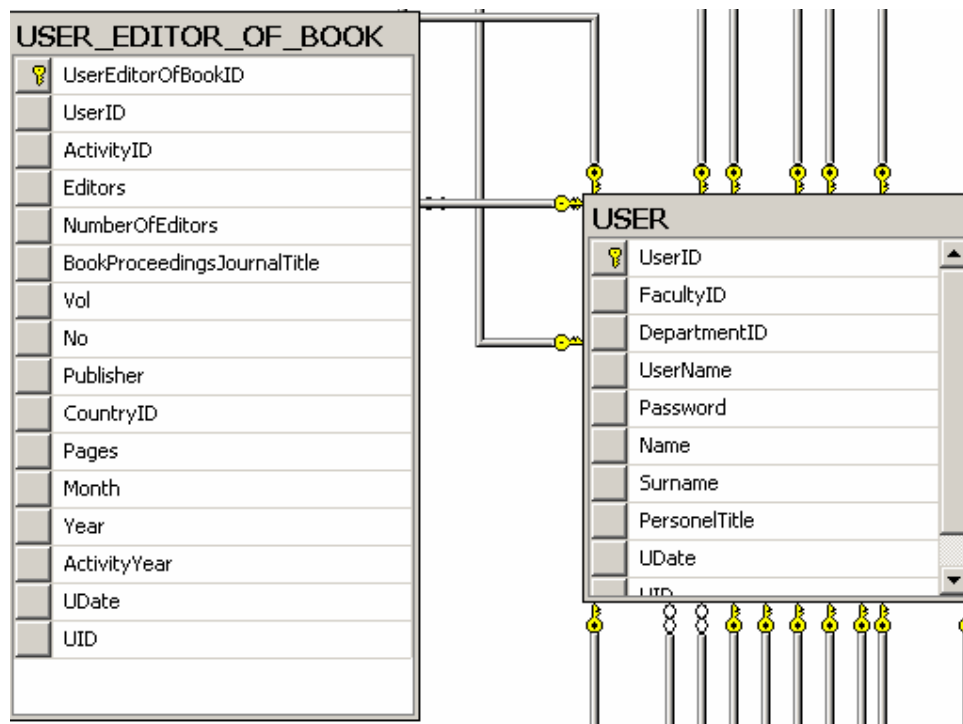 USER_EDITOR_OF_BOOK
UserEditorOfBookID
UserID
ActivityID
Editors
NumberOfEditors
BookProceedingsJournalTitle
Vol
No
Publisher
CountryID
Pages
Month
Year
ActivityYear
UDate
UID
USER
UserID
FacultyID
DepartmentID
UserName
Password
Name
Surname
PersonelTitle
UDate
UID